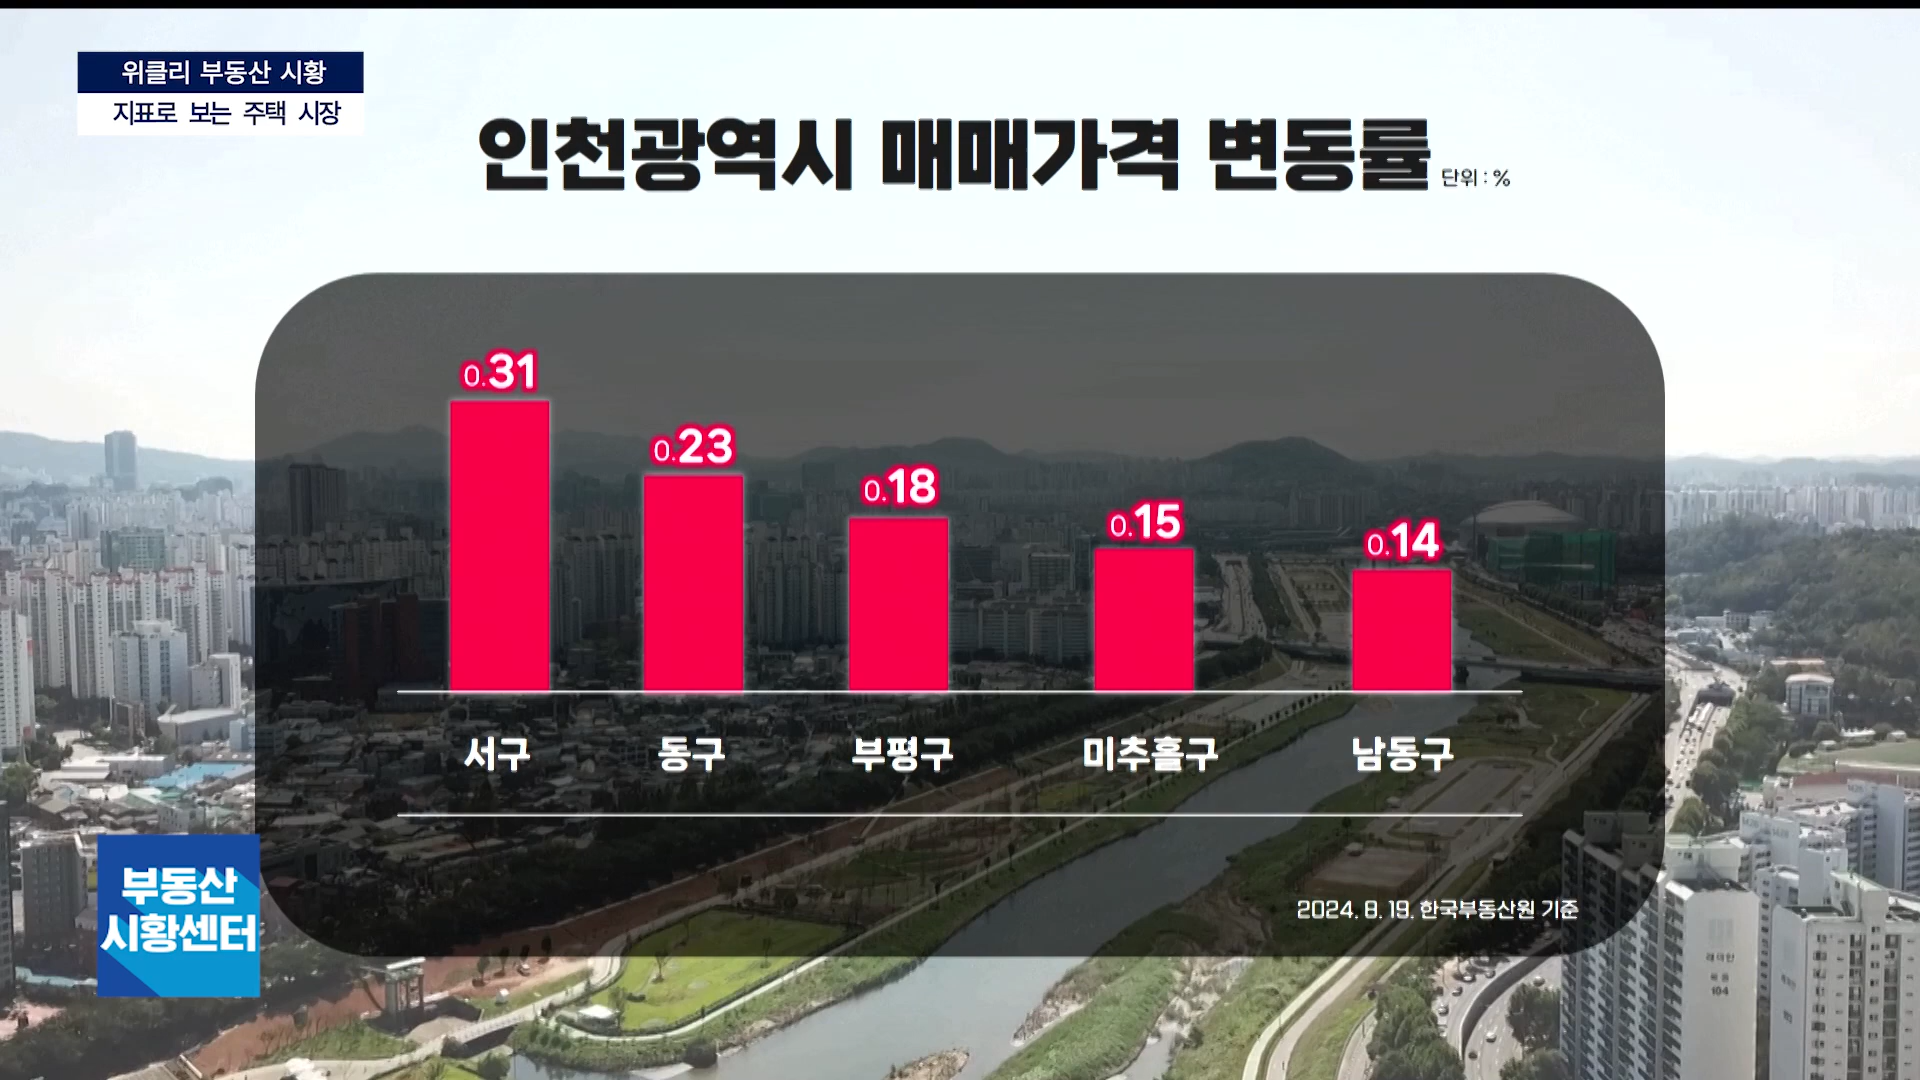 위클리 부동산 시황
지표로 보는 주택 시장
인천광역시 매매가격 변동률 단위 : %
0.31
0.23
0.18
0.15
0.14
서구 동구 부평구 미추홀구 남동구
2024. 8. 19. 한국부동산원 기준
부동산
시황센터
104